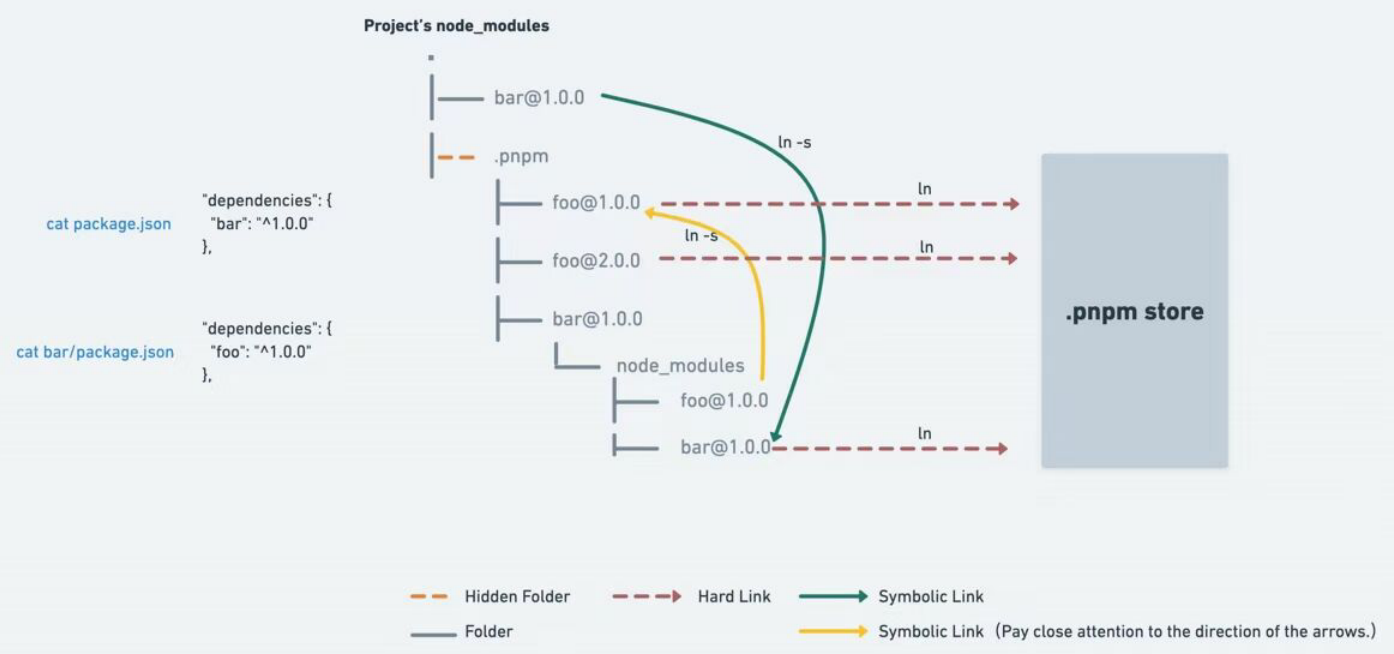 Project's node_modules
bar@1.0.0
ln -s
.pnpm
foo@1.0.0
ln
ln -s
foo@2.0.0
ln
bar@1.0.0
node_modules
foo@1.0.0
bar@1.0.0
ln
.pnpm store
cat package.json
"dependencies": {
"bar": "^1.0.0"
},
cat bar/package.json
"dependencies": {
"foo": "^1.0.0"
},
Hidden Folder
Hard Link
Symbolic Link
Folder
Symbolic Link (Pay close attention to the direction of the arrows.)